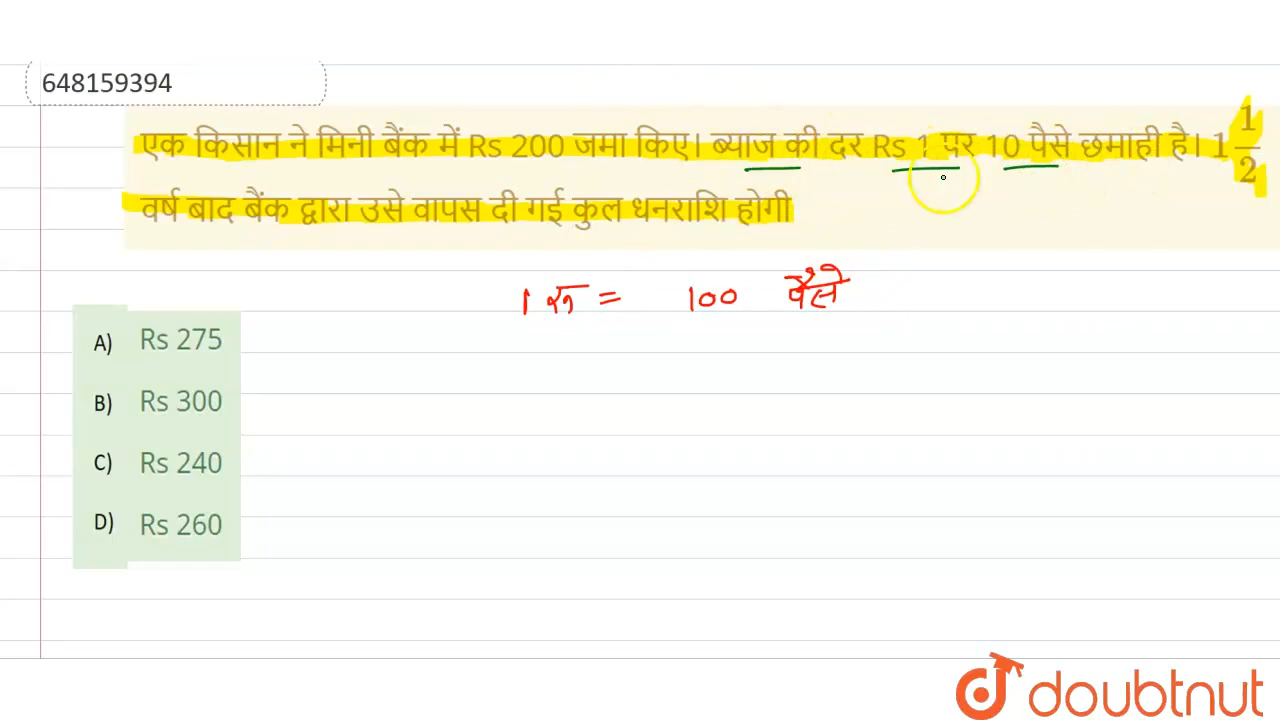 648159394
एक किसान ने मिनी बैंक में Rs 200 जमा किए। ब्याज की दर Rs 1 पर 10 पैसे छमाही है। 1 1/2
वर्ष बाद बैंक द्वारा उसे वापस दी गई कुल धनराशि होगी
1 रू = 100 पैसे
A) Rs 275
B) Rs 300
C) Rs 240
D) Rs 260
doubtnut